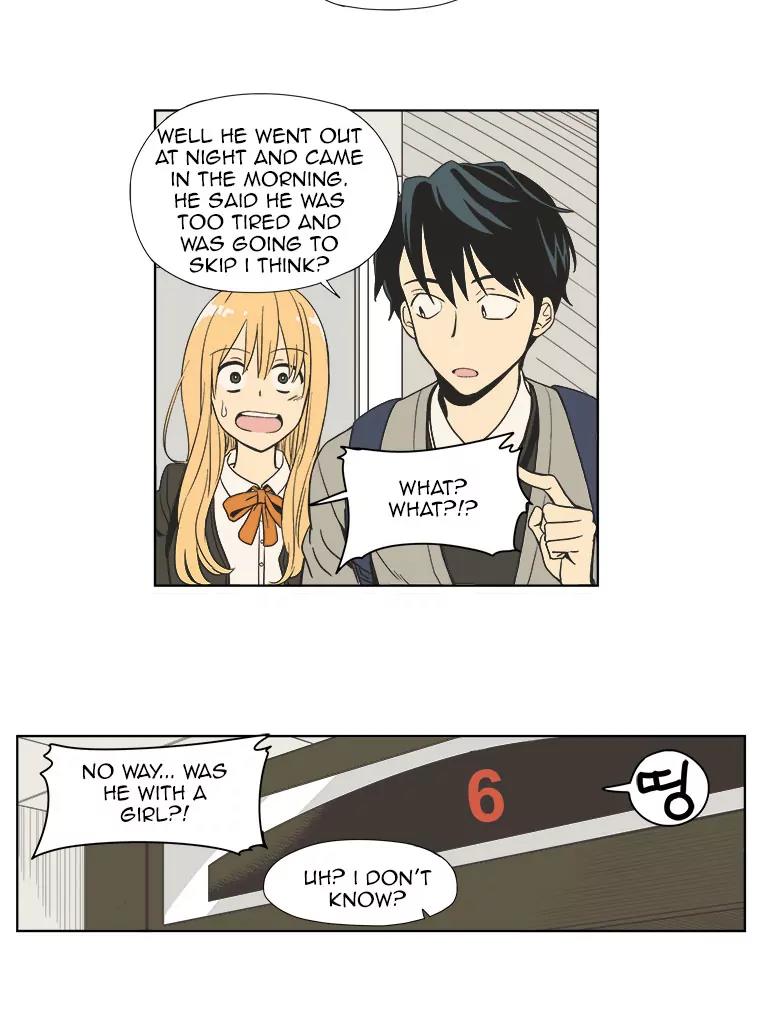 WELL HE WENT OUT
AT NIGHT AND CAME
IN THE MORNING.
HE SAID HE WAS
TOO TIRED AND
WAS GOING TO
SKIP I THINK?
WHAT?
WHAT?!?
NO WAY... WAS
HE WITH A
GIRL?!
6
띵
UH? I DON'T
KNOW?